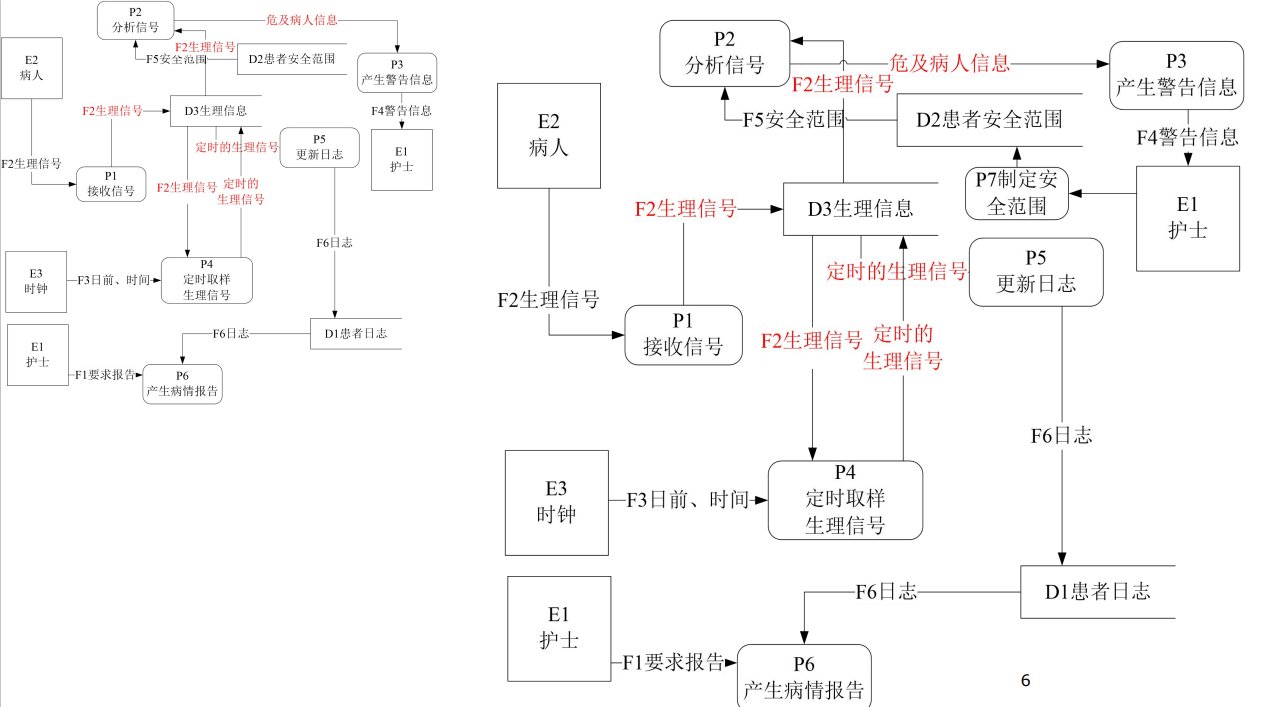 P2
分析信号
危及病人信息
F2生理信号
F5安全范围
D2患者安全范围
E2
病人
P3
产生警告信息
F2生理信号
D3生理信息
F4警告信息
定时的生理信号
P5
更新日志
E1
护士
F2生理信号
P1
接收信号
F2生理信号
定时的
生理信号
F6日志
E3
时钟
F3日前、时间
P4
定时取样
生理信号
E1
护士
F6日志
D1患者日志
F1要求报告
P6
产生病情报告
P2
分析信号
危及病人信息
F2生理信号
P3
产生警告信息
F5安全范围
D2患者安全范围
F4警告信息
E2
病人
P7制定安
全范围
E1
护士
F2生理信号
D3生理信息
定时的生理信号
P5
更新日志
F2生理信号
P1
接收信号
F2生理信号
定时的
生理信号
F6日志
E3
时钟
F3日前、时间
P4
定时取样
生理信号
F6日志
D1患者日志
E1
护士
F1要求报告
P6
产生病情报告
6